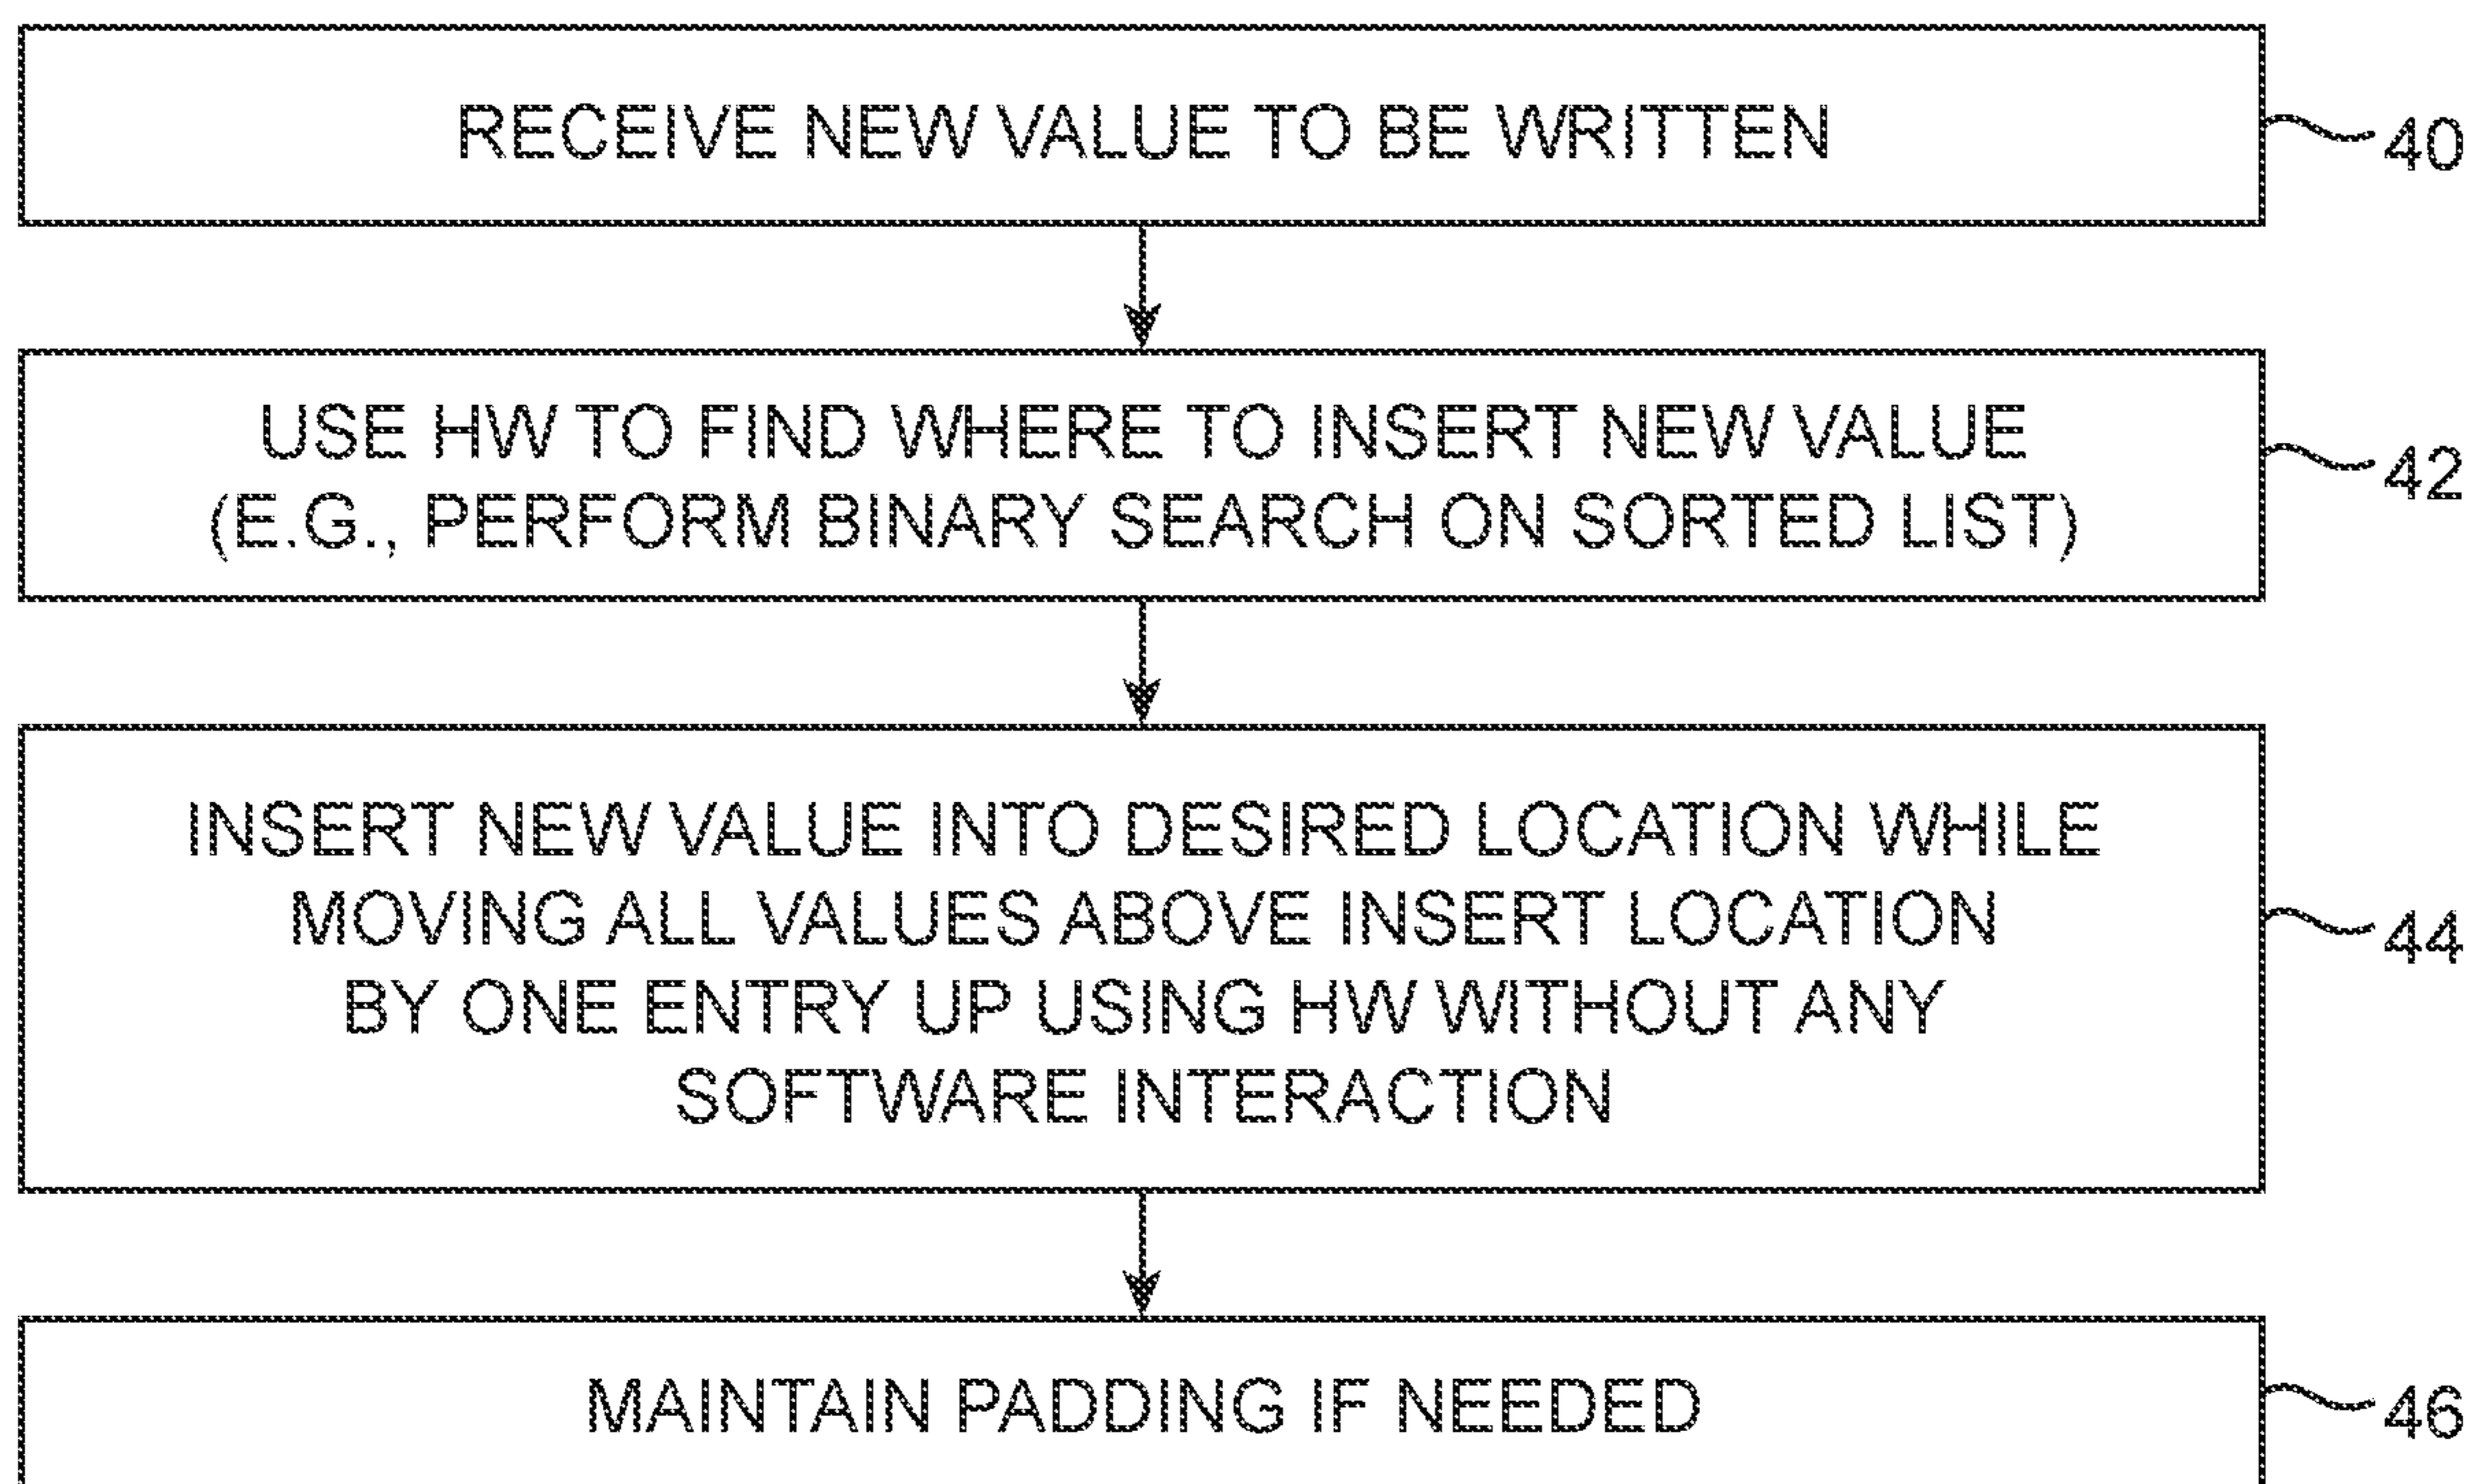 RECEIVE NEW VALUE TO BE WRITTEN
40
USE HW TO FIND WHERE TO INSERT NEW VALUE
(E.G., PERFORM BINARY SEARCH ON SORTED LIST)
42
INSERT NEW VALUE INTO DESIRED LOCATION WHILE
MOVING ALL VALUES ABOVE INSERT LOCATION
BY ONE ENTRY UP USING HW WITHOUT ANY
SOFTWARE INTERACTION
44
MAINTAIN PADDING IF NEEDED
46